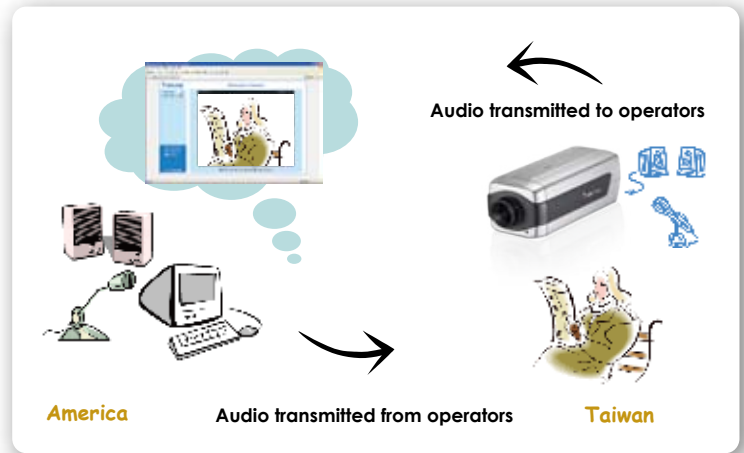 Audio transmitted to operators
America
Audio transmitted from operators
Taiwan